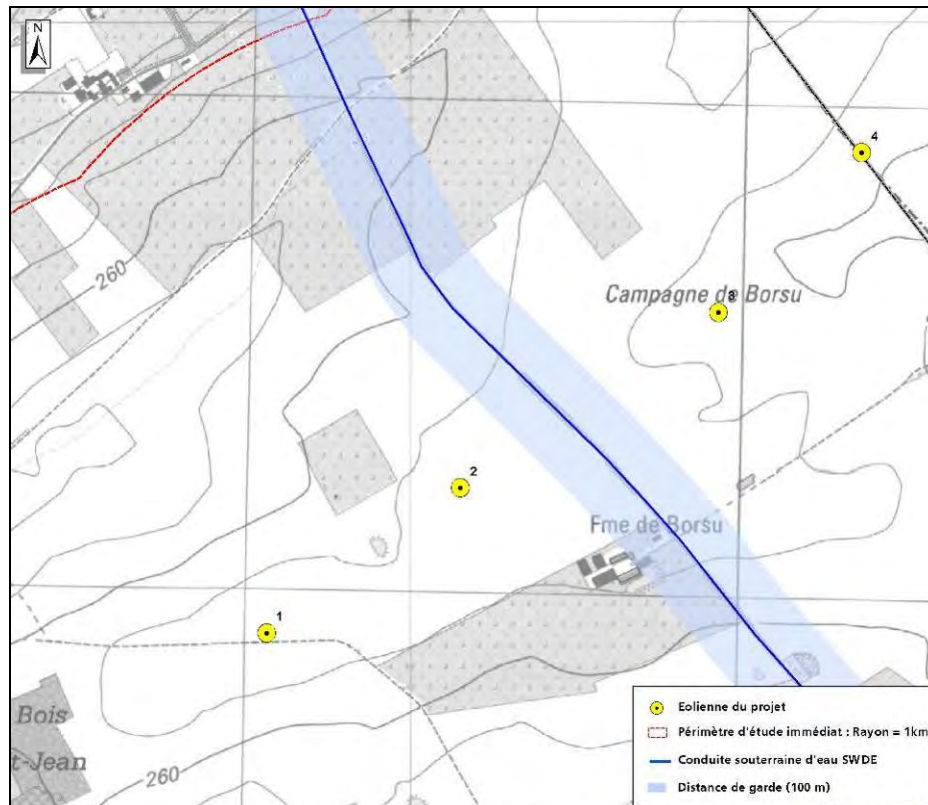 N
4
260
Campagne de Borsu
3
2
Fme de Borsu
1
Bois
t-Jean
260
Eolienne du projet
Périmètre d'étude immédiat : Rayon = 1km
Conduite souterraine d'eau SWDE
Distance de garde (100 m)